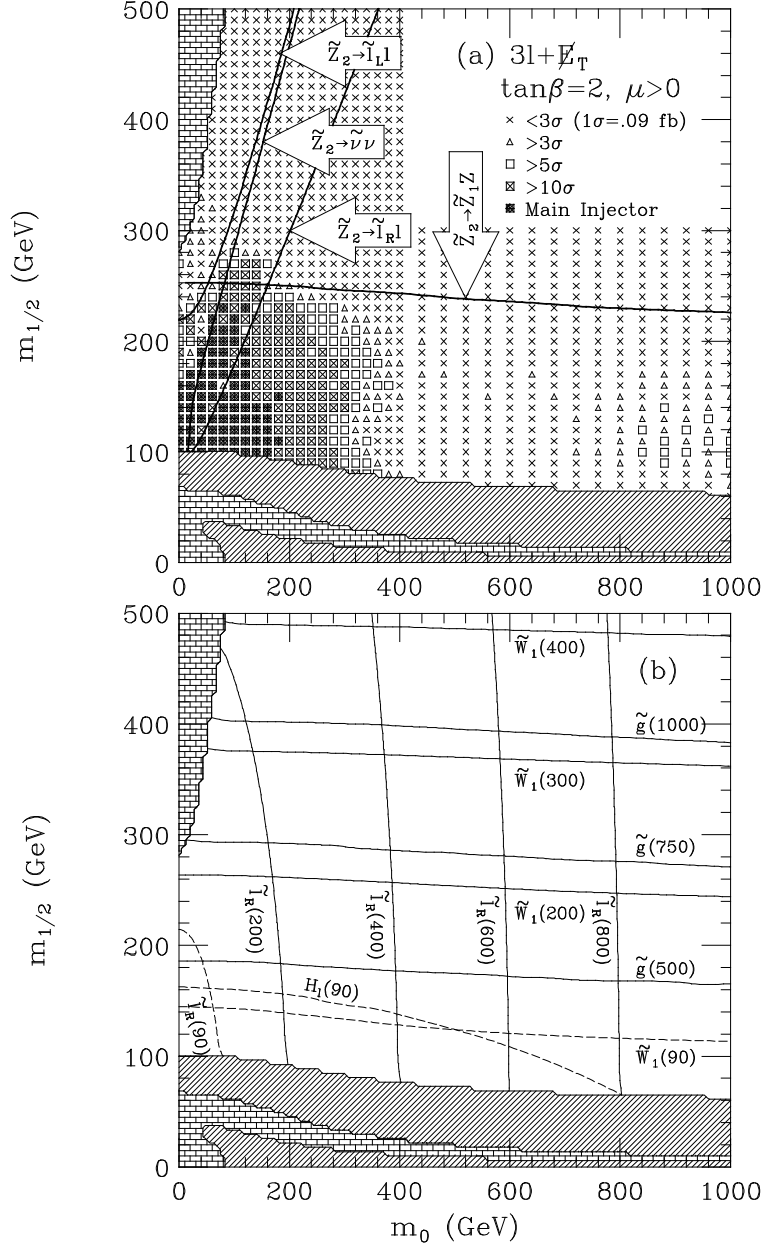 500
400
300
200
100
0
m1/2 (GeV)
(a) 3l+E̸T
tanβ=2, μ>0
× <3σ (1σ=.09 fb)
△ >3σ
□ >5σ
⊠ >10σ
Main Injector
Z̃2→l̃Ll
Z̃2→ν̃ν
Z̃2→l̃Rl
Z̃2→Z̃1Z
0 200 400 600 800 1000
500
400
300
200
100
0
m1/2 (GeV)
(b)
W̃1(400)
g̃(1000)
W̃1(300)
g̃(750)
l̃R(200)
l̃R(400)
l̃R(600)
W̃1(200)
l̃R(800)
g̃(500)
Hl(90)
l̃R(90)
W̃1(90)
0 200 400 600 800 1000
m0 (GeV)